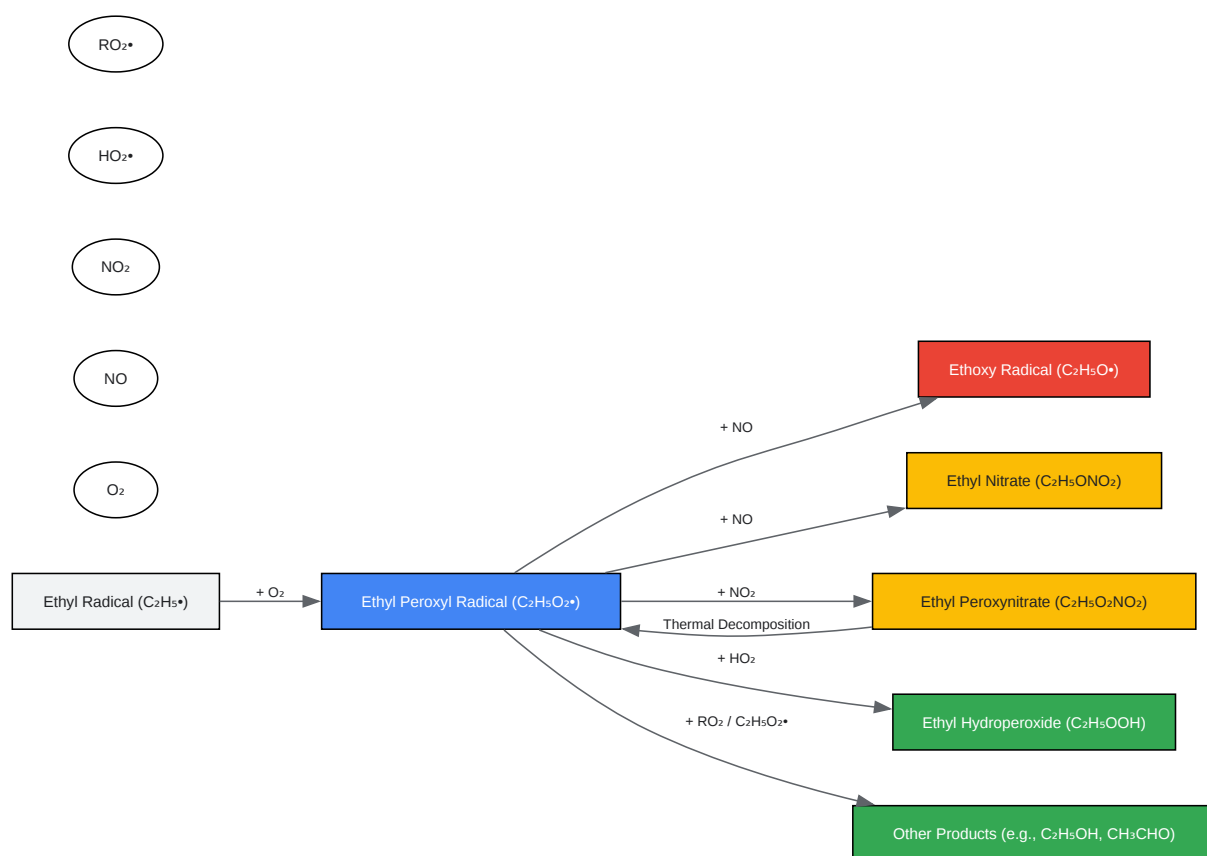 RO₂•
HO₂•
NO₂
NO
O₂
Ethyl Radical (C₂H₅•)
+ O₂
Ethyl Peroxyl Radical (C₂H₅O₂•)
+ NO
Ethoxy Radical (C₂H₅O•)
+ NO
Ethyl Nitrate (C₂H₅ONO₂)
+ NO₂
Ethyl Peroxynitrate (C₂H₅O₂NO₂)
Thermal Decomposition
+ HO₂
Ethyl Hydroperoxide (C₂H₅OOH)
+ RO₂ / C₂H₅O₂•
Other Products (e.g., C₂H₅OH, CH₃CHO)